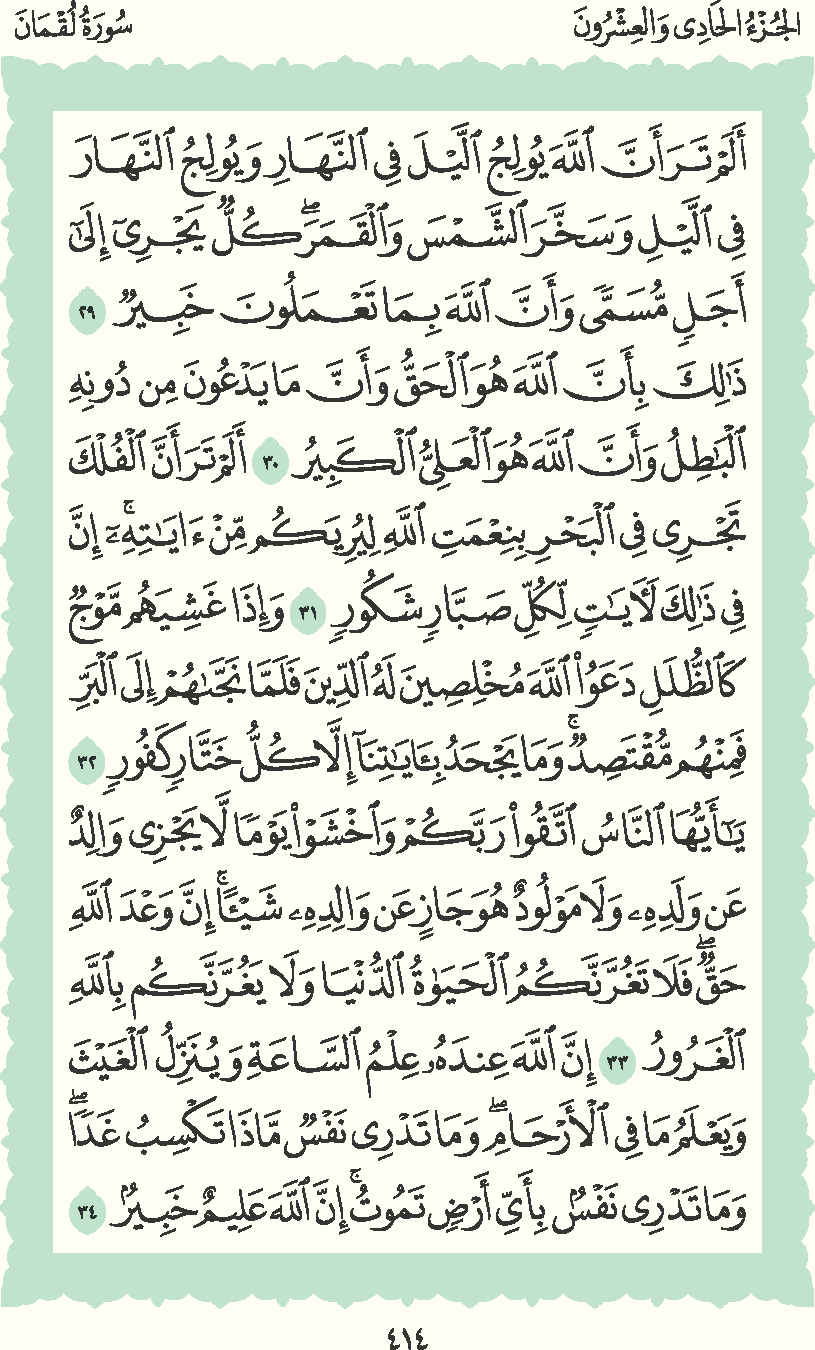 الجُزْءُ الحَادِى وَالعِشْرُونَ
سُورَةُ لُقْمَانَ
أَلَمْ تَرَ أَنَّ ٱللَّهَ يُولِجُ ٱلَّيْلَ فِى ٱلنَّهَارِ وَيُولِجُ ٱلنَّهَارَ
فِى ٱلَّيْلِ وَسَخَّرَ ٱلشَّمْسَ وَٱلْقَمَرَۖ كُلٌّ يَجْرِىٓ إِلَىٰٓ
أَجَلٍ مُّسَمًّى وَأَنَّ ٱللَّهَ بِمَا تَعْمَلُونَ خَبِيرٌ ٢٩
ذَٰلِكَ بِأَنَّ ٱللَّهَ هُوَ ٱلْحَقُّ وَأَنَّ مَا يَدْعُونَ مِن دُونِهِ
ٱلْبَٰطِلُ وَأَنَّ ٱللَّهَ هُوَ ٱلْعَلِىُّ ٱلْكَبِيرُ ٣٠ أَلَمْ تَرَ أَنَّ ٱلْفُلْكَ
تَجْرِى فِى ٱلْبَحْرِ بِنِعْمَتِ ٱللَّهِ لِيُرِيَكُم مِّنْ ءَايَٰتِهِۦٓۚ إِنَّ
فِى ذَٰلِكَ لَأٓيَٰتٍ لِّكُلِّ صَبَّارٍ شَكُورٍ ٣١ وَإِذَا غَشِيَهُم مَّوْجٌ
كَٱلظُّلَلِ دَعَوُا۟ ٱللَّهَ مُخْلِصِينَ لَهُ ٱلدِّينَ فَلَمَّا نَجَّىٰهُمْ إِلَى ٱلْبَرِّ
فَمِنْهُم مُّقْتَصِدٌۚ وَمَا يَجْحَدُ بِـَٔايَٰتِنَآ إِلَّا كُلُّ خَتَّارٍ كَفُورٍ ٣٢
يَٰٓأَيُّهَا ٱلنَّاسُ ٱتَّقُوا۟ رَبَّكُمْ وَٱخْشَوْا۟ يَوْمًا لَّا يَجْزِى وَالِدٌ
عَن وَلَدِهِۦ وَلَا مَوْلُودٌ هُوَ جَازٍ عَن وَالِدِهِۦ شَيْـًٔاۚ إِنَّ وَعْدَ ٱللَّهِ
حَقٌّۖ فَلَا تَغُرَّنَّكُمُ ٱلْحَيَوٰةُ ٱلدُّنْيَا وَلَا يَغُرَّنَّكُم بِٱللَّهِ
ٱلْغَرُورُ ٣٣ إِنَّ ٱللَّهَ عِندَهُۥ عِلْمُ ٱلسَّاعَةِ وَيُنَزِّلُ ٱلْغَيْثَ
وَيَعْلَمُ مَا فِى ٱلْأَرْحَامِۖ وَمَا تَدْرِى نَفْسٌ مَّاذَا تَكْسِبُ غَدًاۖ
وَمَا تَدْرِى نَفْسٌۢ بِأَىِّ أَرْضٍ تَمُوتُۚ إِنَّ ٱللَّهَ عَلِيمٌ خَبِيرٌۢ ٣٤
٤١٤